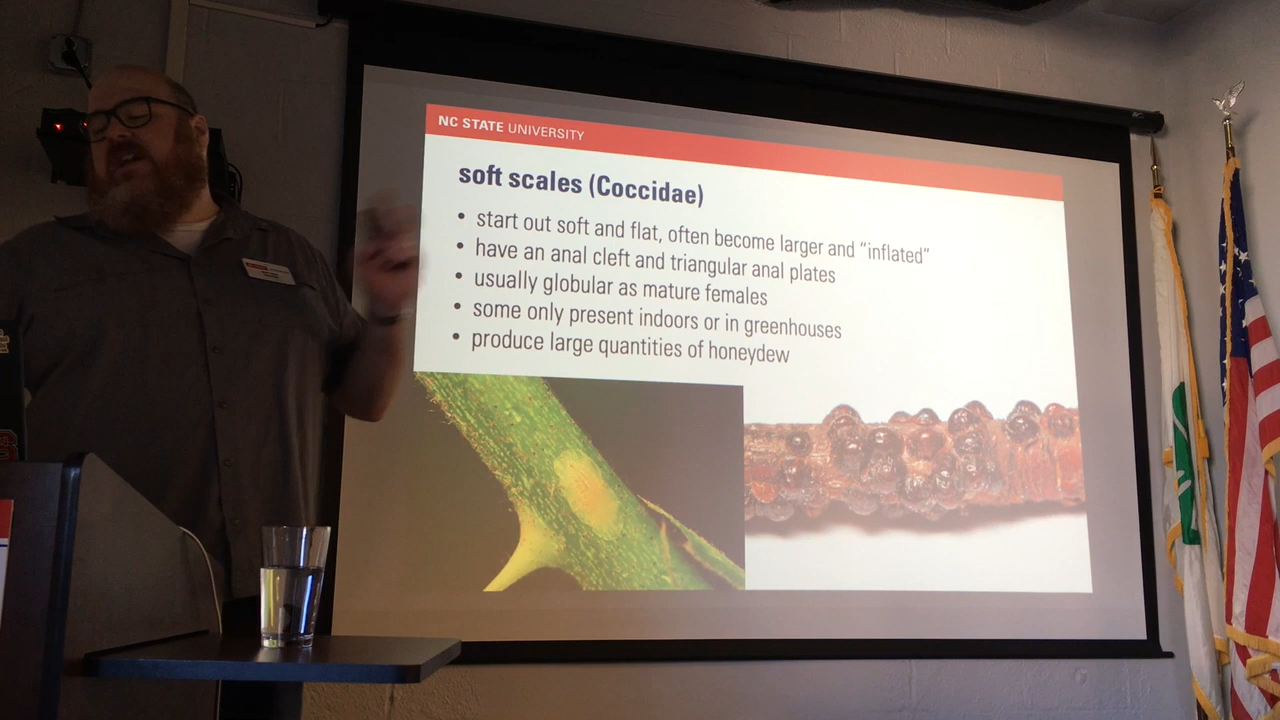 NC STATE UNIVERSITY
soft scales (Coccidae)
• start out soft and flat, often become larger and “inflated”
• have an anal cleft and triangular anal plates
• usually globular as mature females
• some only present indoors or in greenhouses
• produce large quantities of honeydew